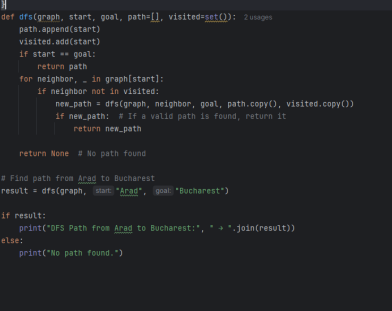 }
def dfs(graph, start, goal, path=[], visited=set()):  2 usages
    path.append(start)
    visited.add(start)
    if start == goal:
        return path
    for neighbor, _ in graph[start]:
        if neighbor not in visited:
            new_path = dfs(graph, neighbor, goal, path.copy(), visited.copy())
            if new_path:  # If a valid path is found, return it
                return new_path

    return None  # No path found

# Find path from Arad to Bucharest
result = dfs(graph, start: "Arad", goal: "Bucharest")

if result:
    print("DFS Path from Arad to Bucharest:", " → ".join(result))
else:
    print("No path found.")